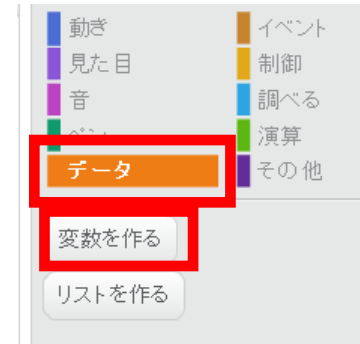 動き イベント
見た目 制御
音 調べる
演算
データ その他
変数を作る
リストを作る